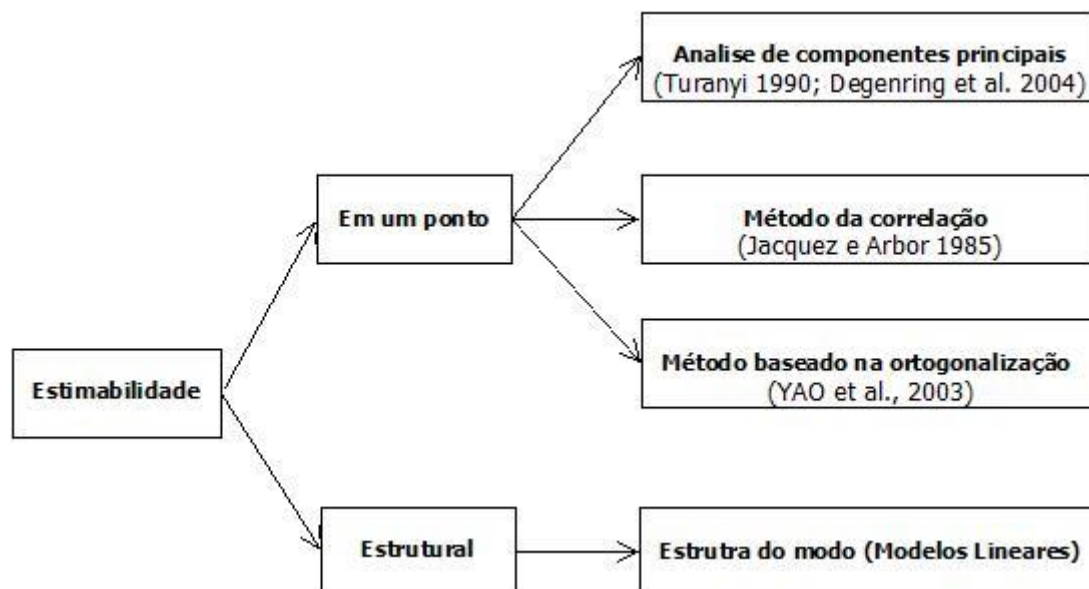 Analise de componentes principais
(Turanyi 1990; Degenring et al. 2004)
Em um ponto
Método da correlação
(Jacquez e Arbor 1985)
Estimabilidade
Método baseado na ortogonalização
(YAO et al., 2003)
Estrutural
Estrutra do modo (Modelos Lineares)